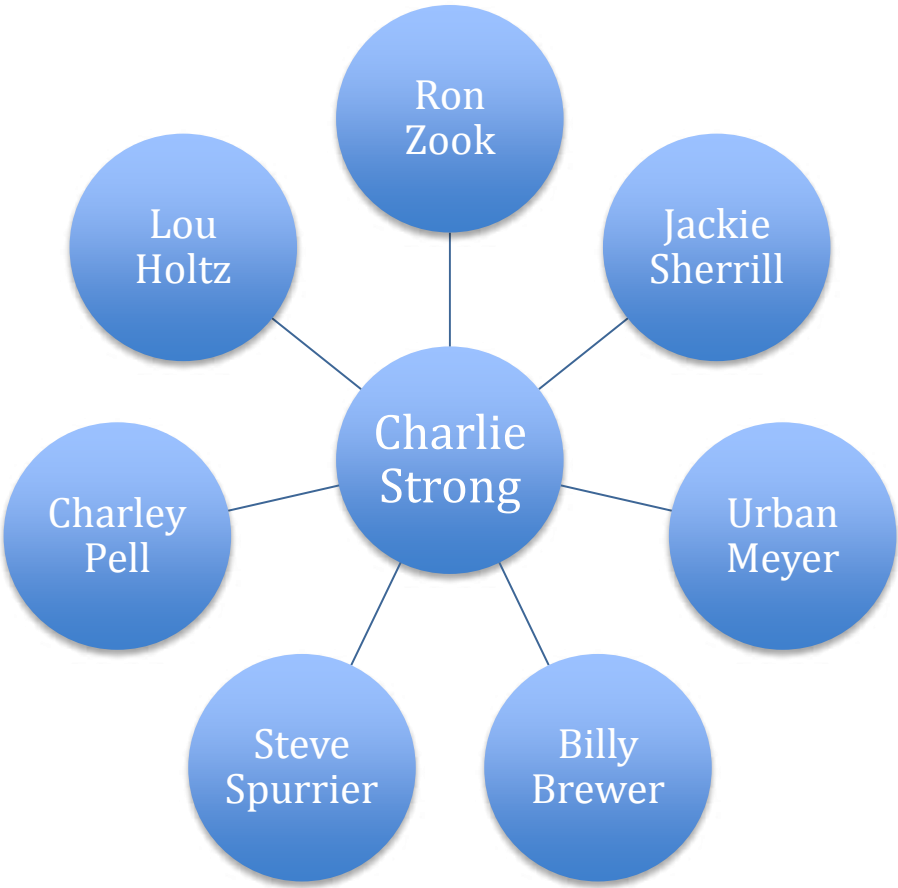 Ron
Zook
Lou
Holtz
Jackie
Sherrill
Charlie
Strong
Charley
Pell
Urban
Meyer
Steve
Spurrier
Billy
Brewer